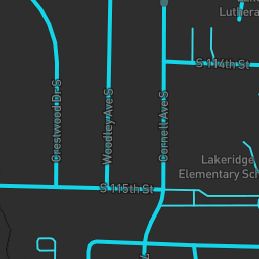 Luthera
S 114th St
Crestwood Dr S
Woodley Ave S
Cornell Ave S
Lakeridge
Elementary Sch
S 115th St